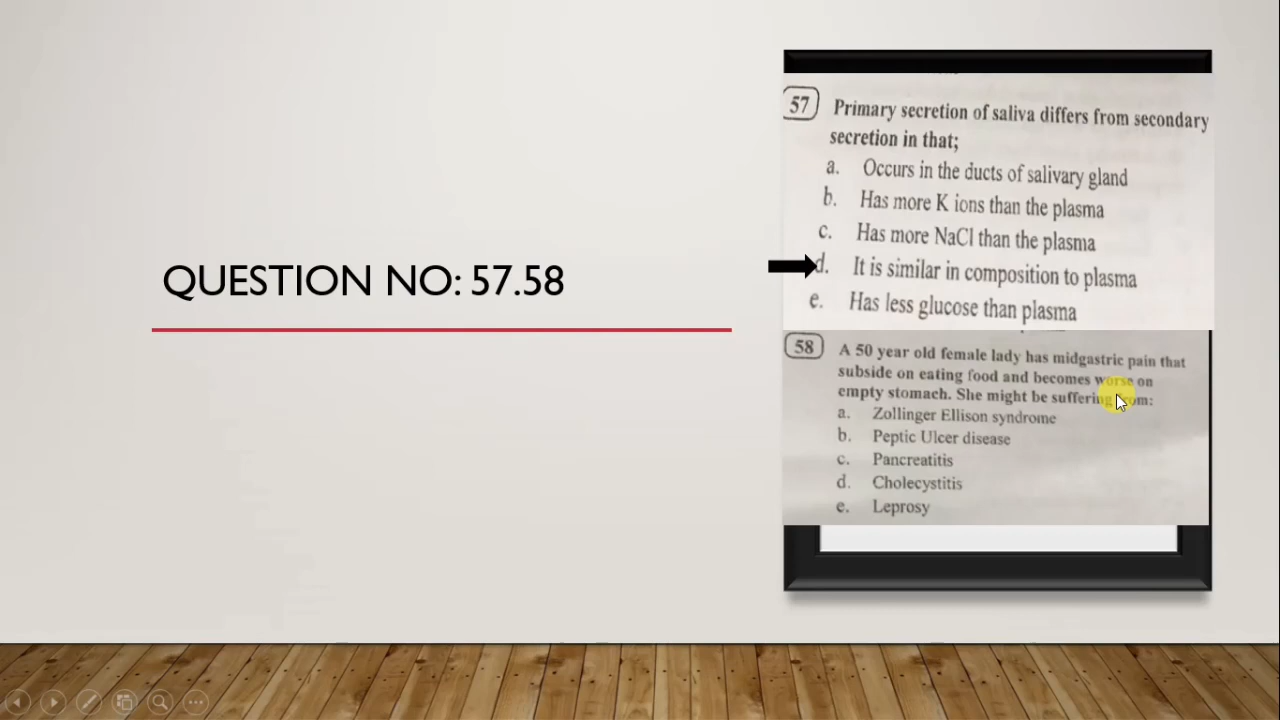 QUESTION NO: 57.58
57 Primary secretion of saliva differs from secondary
secretion in that;
a. Occurs in the ducts of salivary gland
b. Has more K ions than the plasma
c. Has more NaCl than the plasma
d. It is similar in composition to plasma
e. Has less glucose than plasma
58 A 50 year old female lady has midgastric pain that
subside on eating food and becomes worse on
empty stomach. She might be suffering from:
a. Zollinger Ellison syndrome
b. Peptic Ulcer disease
c. Pancreatitis
d. Cholecystitis
e. Leprosy